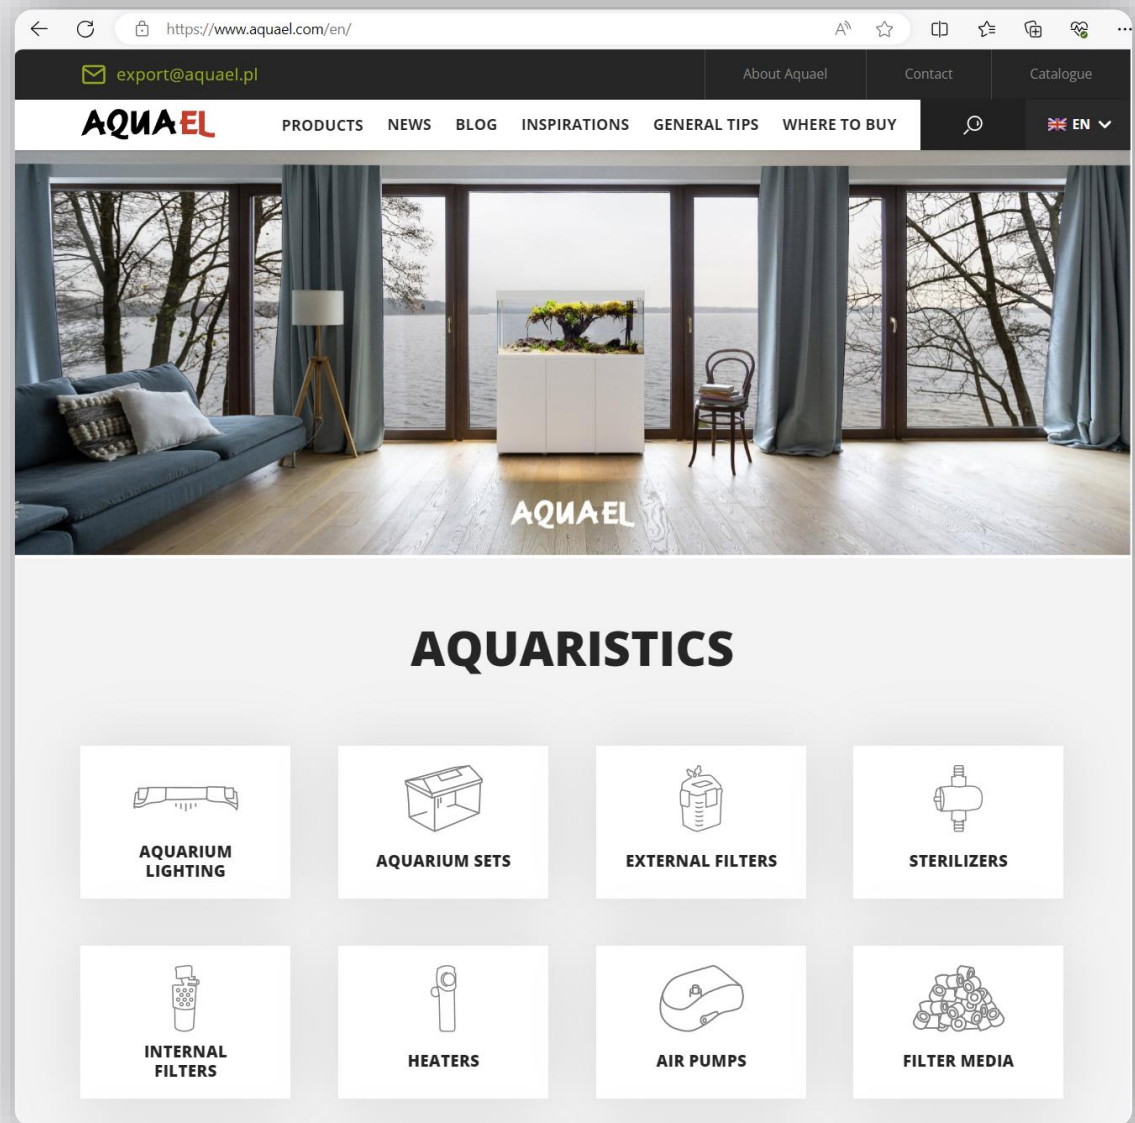 https://www.aquael.com/en/
export@aquael.pl
About Aquael
Contact
Catalogue
AQUAEL
PRODUCTS
NEWS
BLOG
INSPIRATIONS
GENERAL TIPS
WHERE TO BUY
EN
AQUAEL
AQUARISTICS
AQUARIUM
LIGHTING
AQUARIUM SETS
EXTERNAL FILTERS
STERILIZERS
INTERNAL
FILTERS
HEATERS
AIR PUMPS
FILTER MEDIA